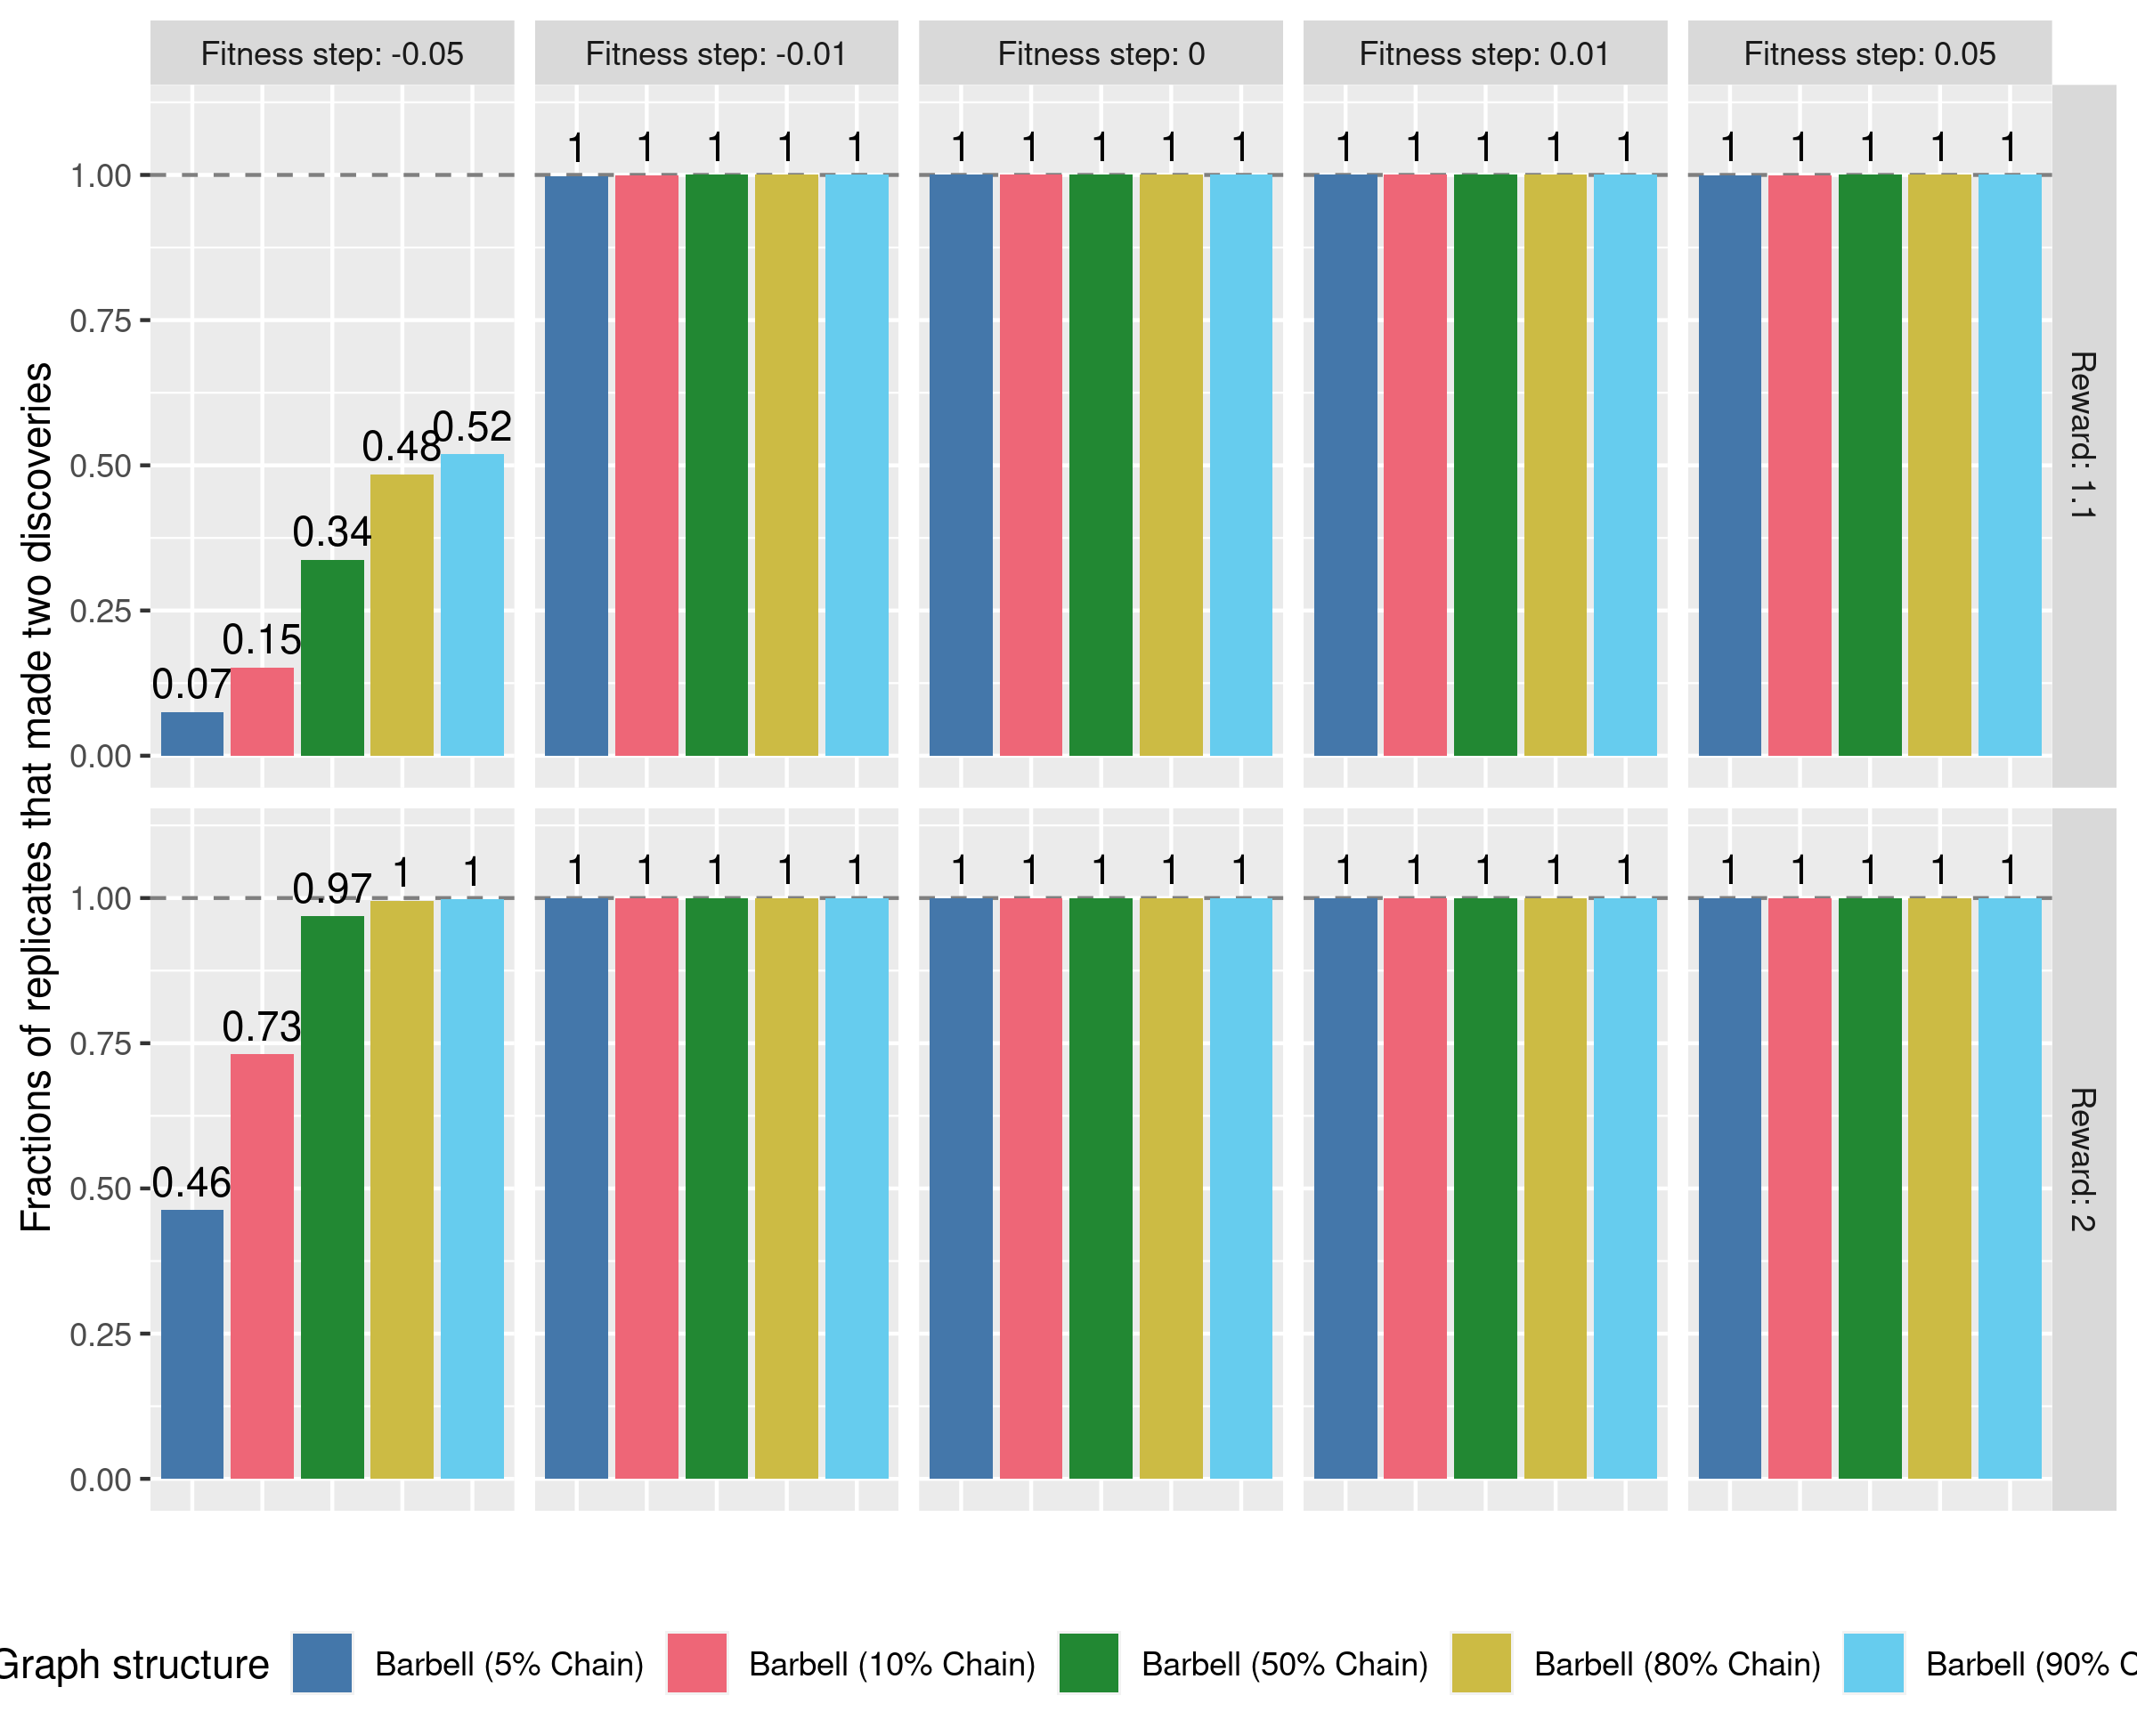 Fitness step: -0.05
Fitness step: -0.01
Fitness step: 0
Fitness step: 0.01
Fitness step: 0.05
Fractions of replicates that made two discoveries
1.00
0.75
0.50
0.25
0.00
0.07
0.15
0.34
0.48
0.52
1 1 1 1 1
1 1 1 1 1
1 1 1 1 1
1 1 1 1 1
Reward: 1.1
1.00
0.75
0.50
0.25
0.00
0.46
0.73
0.97
1
1
1 1 1 1 1
1 1 1 1 1
1 1 1 1 1
1 1 1 1 1
Reward: 2
Graph structure
Barbell (5% Chain)
Barbell (10% Chain)
Barbell (50% Chain)
Barbell (80% Chain)
Barbell (90% C